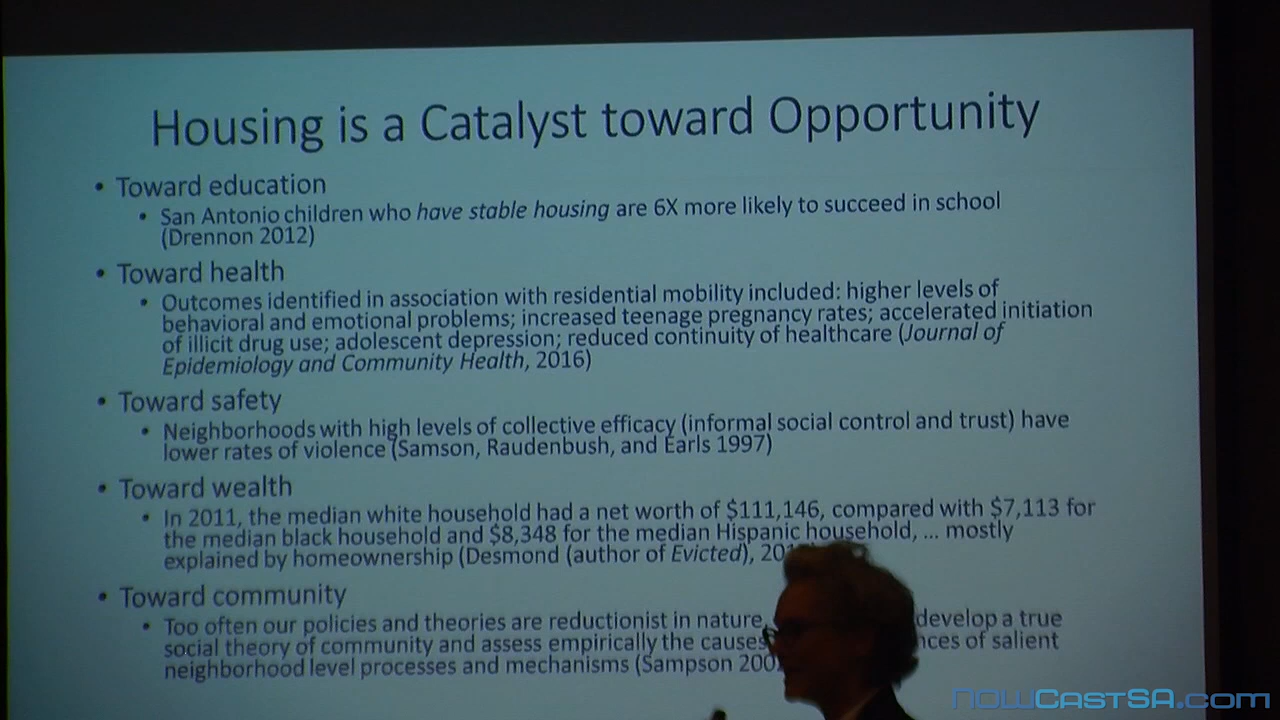 Housing is a Catalyst toward Opportunity
• Toward education
• San Antonio children who have stable housing are 6X more likely to succeed in school
(Drennon 2012)
• Toward health
• Outcomes identified in association with residential mobility included: higher levels of
behavioral and emotional problems; increased teenage pregnancy rates; accelerated initiation
of illicit drug use; adolescent depression; reduced continuity of healthcare (Journal of
Epidemiology and Community Health, 2016)
• Toward safety
• Neighborhoods with high levels of collective efficacy (informal social control and trust) have
lower rates of violence (Samson, Raudenbush, and Earls 1997)
• Toward wealth
• In 2011, the median white household had a net worth of $111,146, compared with $7,113 for
the median black household and $8,348 for the median Hispanic household, ... mostly
explained by homeownership (Desmond (author of Evicted),
• Toward community
• Too often our policies and theories are reductionist in nature, develop a true
social theory of community and assess empirically the causes of salient
neighborhood level processes and mechanisms (Sampson
NOWCastSA.com